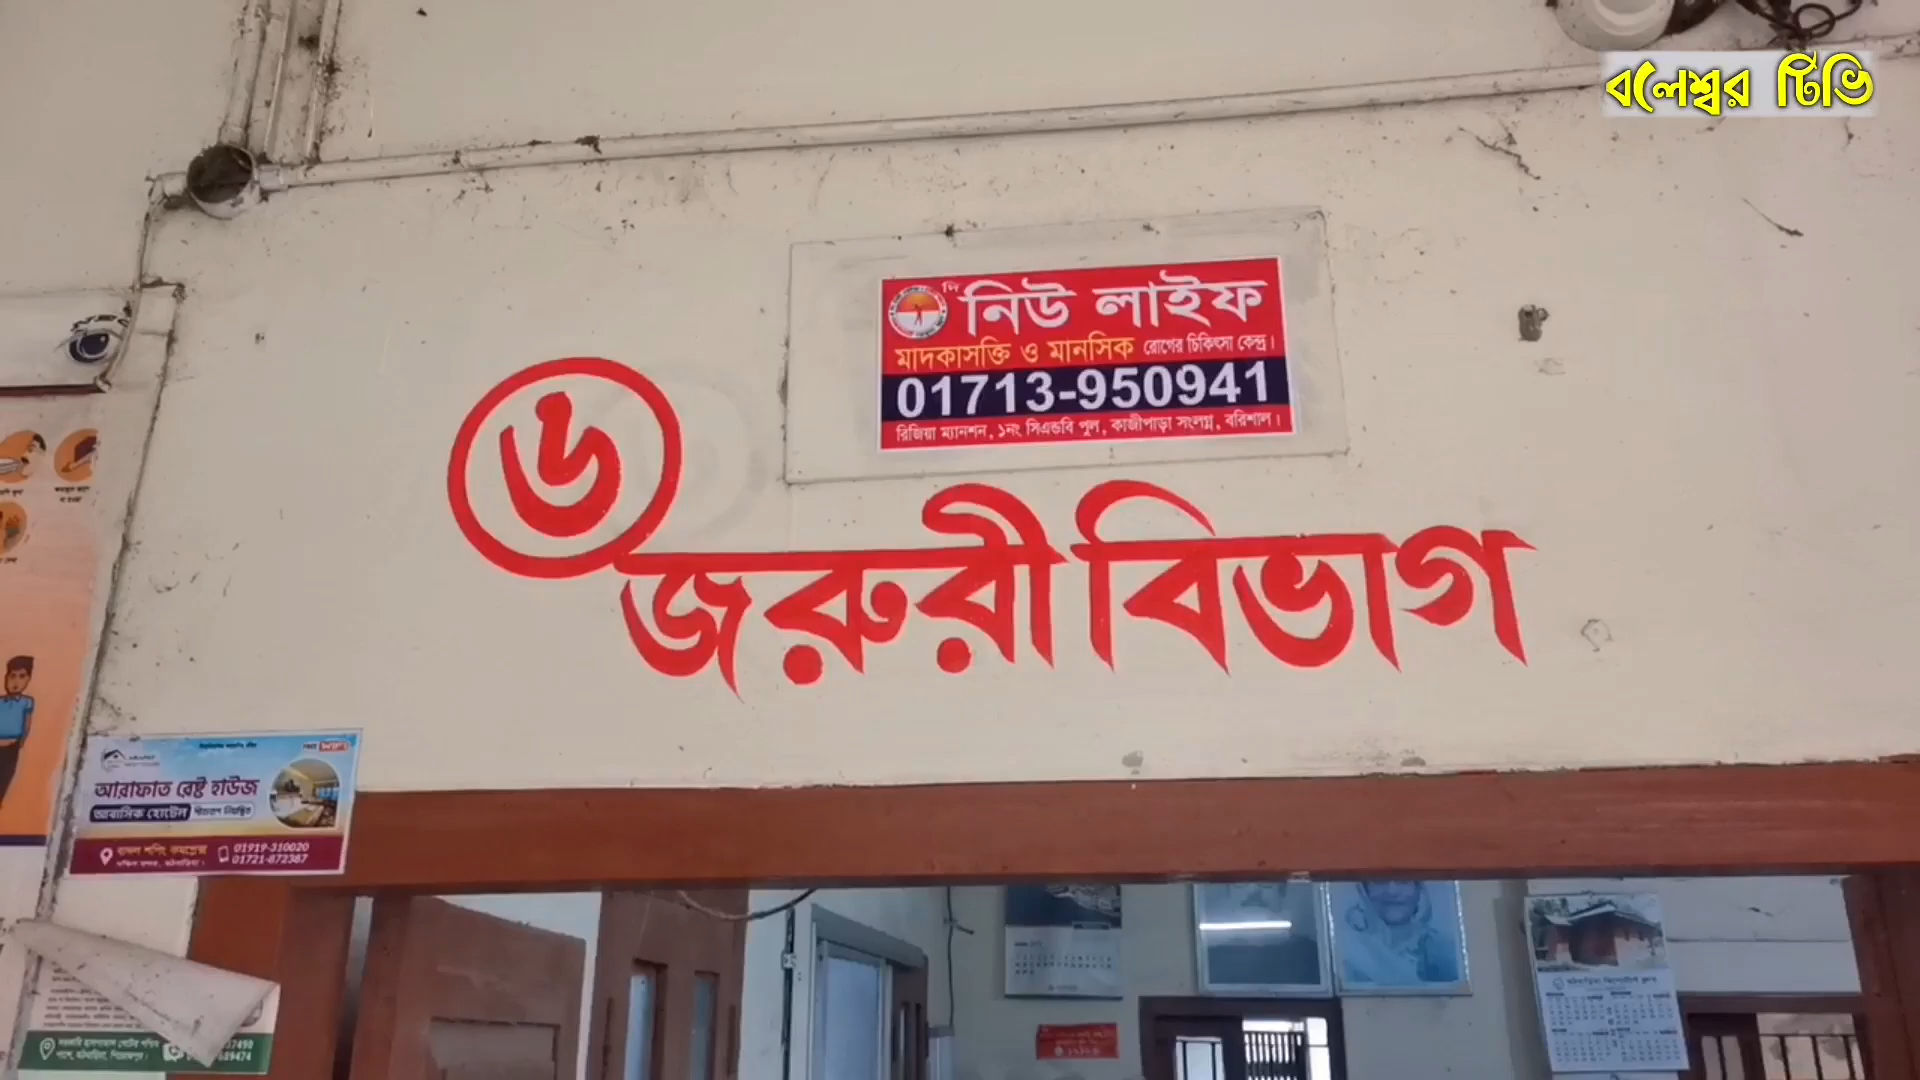 বলেশ্বর টিভি
দি নিউ লাইফ
মাদকাসক্তি ও মানসিক রোগের চিকিৎসা কেন্দ্র।
01713-950941
রিজিয়া ম্যানশন, ১নং সিএন্ডবি পুল, কাজীপাড়া সংলগ্ন, বরিশাল।
৬
জরুরী বিভাগ
আরাফাত রেষ্ট হাউজ
আবাসিক হোটেল শীতাতপ নিয়ন্ত্রিত
01919-310020
01721-872387